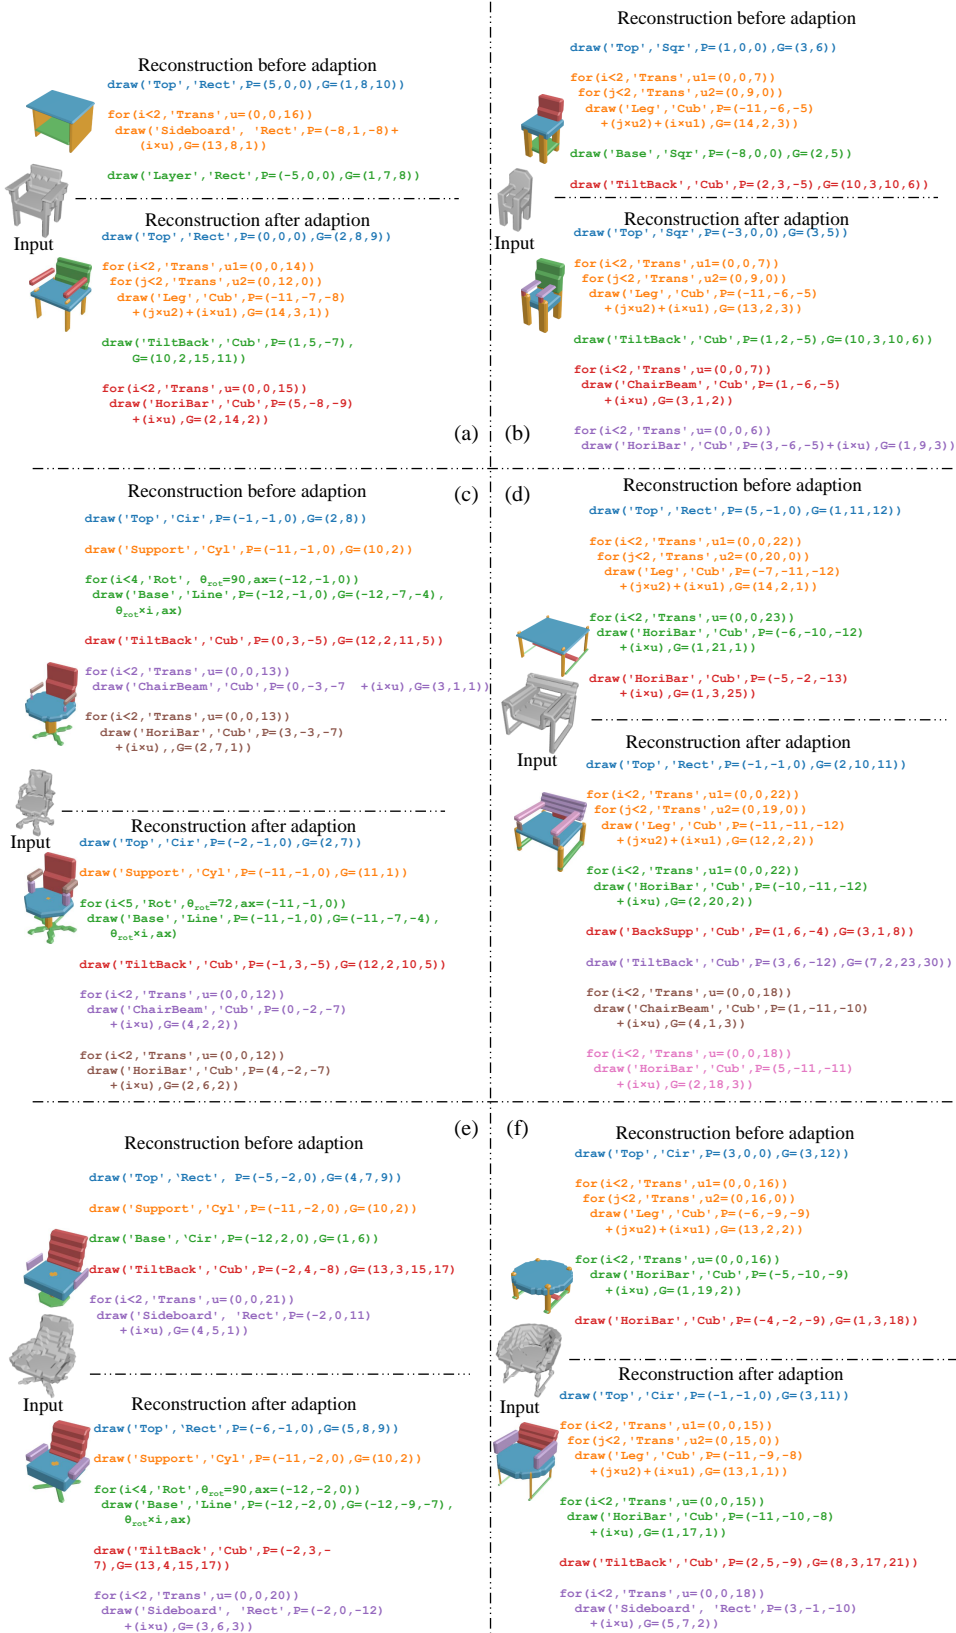 Reconstruction before adaption
draw('Top','Rect',P=(5,0,0),G=(1,8,10))
for(i<2,'Trans',u=(0,0,16))
draw('Sideboard', 'Rect',P=(-8,1,-8)+
(i×u),G=(13,8,1))
draw('Layer','Rect',P=(-5,0,0),G=(1,7,8))
Input
Reconstruction after adaption
draw('Top','Rect',P=(0,0,0),G=(2,8,9))
for(i<2,'Trans',u1=(0,0,14))
for(j<2,'Trans',u2=(0,12,0))
draw('Leg','Cub',P=(-11,-7,-8)
+(j×u2)+(i×u1),G=(14,3,1))
draw('TiltBack','Cub',P=(1,5,-7),
G=(10,2,15,11))
for(i<2,'Trans',u=(0,0,15))
draw('HoriBar','Cub',P=(5,-8,-9)
+(i×u),G=(2,14,2))
(a)
Reconstruction before adaption
draw('Top','Sqr',P=(1,0,0),G=(3,6))
for(i<2,'Trans',u1=(0,0,7))
for(j<2,'Trans',u2=(0,9,0))
draw('Leg','Cub',P=(-11,-6,-5)
+(j×u2)+(i×u1),G=(14,2,3))
draw('Base','Sqr',P=(-8,0,0),G=(2,5))
draw('TiltBack','Cub',P=(2,3,-5),G=(10,3,10,6))
Input
Reconstruction after adaption
draw('Top','Sqr',P=(-3,0,0),G=(3,5))
for(i<2,'Trans',u1=(0,0,7))
for(j<2,'Trans',u2=(0,9,0))
draw('Leg','Cub',P=(-11,-6,-5)
+(j×u2)+(i×u1),G=(13,2,3))
draw('TiltBack','Cub',P=(1,2,-5),G=(10,3,10,6))
for(i<2,'Trans',u=(0,0,7))
draw('ChairBeam','Cub',P=(1,-6,-5)
+(i×u),G=(3,1,2))
for(i<2,'Trans',u=(0,0,6))
draw('HoriBar','Cub',P=(3,-6,-5)+(i×u),G=(1,9,3))
(b)
Reconstruction before adaption
(c)
draw('Top','Cir',P=(-1,-1,0),G=(2,8))
draw('Support','Cyl',P=(-11,-1,0),G=(10,2))
for(i<4,'Rot', θrot=90,ax=(-12,-1,0))
draw('Base','Line',P=(-12,-1,0),G=(-12,-7,-4),
θrot×i,ax)
draw('TiltBack','Cub',P=(0,3,-5),G=(12,2,11,5))
for(i<2,'Trans',u=(0,0,13))
draw('ChairBeam','Cub',P=(0,-3,-7 +(i×u),G=(3,1,1))
for(i<2,'Trans',u=(0,0,13))
draw('HoriBar','Cub',P=(3,-3,-7)
+(i×u),,G=(2,7,1))
Input
Reconstruction after adaption
draw('Top','Cir',P=(-2,-1,0),G=(2,7))
draw('Support','Cyl',P=(-11,-1,0),G=(11,1))
for(i<5,'Rot',θrot=72,ax=(-11,-1,0))
draw('Base','Line',P=(-11,-1,0),G=(-11,-7,-4),
θrot×i,ax)
draw('TiltBack','Cub',P=(-1,3,-5),G=(12,2,10,5))
for(i<2,'Trans',u=(0,0,12))
draw('ChairBeam','Cub',P=(0,-2,-7)
+(i×u),G=(4,2,2))
for(i<2,'Trans',u=(0,0,12))
draw('HoriBar','Cub',P=(4,-2,-7)
+(i×u),G=(2,6,2))
(d)
Reconstruction before adaption
draw('Top','Rect',P=(5,-1,0),G=(1,11,12))
for(i<2,'Trans',u1=(0,0,22))
for(j<2,'Trans',u2=(0,20,0))
draw('Leg','Cub',P=(-7,-11,-12)
+(j×u2)+(i×u1),G=(14,2,1))
for(i<2,'Trans',u=(0,0,23))
draw('HoriBar','Cub',P=(-6,-10,-12)
+(i×u),G=(1,21,1))
draw('HoriBar','Cub',P=(-5,-2,-13)
+(i×u),G=(1,3,25))
Input
Reconstruction after adaption
draw('Top','Rect',P=(-1,-1,0),G=(2,10,11))
for(i<2,'Trans',u1=(0,0,22))
for(j<2,'Trans',u2=(0,19,0))
draw('Leg','Cub',P=(-11,-11,-12)
+(j×u2)+(i×u1),G=(12,2,2))
for(i<2,'Trans',u=(0,0,22))
draw('HoriBar','Cub',P=(-10,-11,-12)
+(i×u),G=(2,20,2))
draw('BackSupp','Cub',P=(1,6,-4),G=(3,1,8))
draw('TiltBack','Cub',P=(3,6,-12),G=(7,2,23,30))
for(i<2,'Trans',u=(0,0,18))
draw('ChairBeam','Cub',P=(1,-11,-10)
+(i×u),G=(4,1,3))
for(i<2,'Trans',u=(0,0,18))
draw('HoriBar','Cub',P=(5,-11,-11)
+(i×u),G=(2,18,3))
(e)
Reconstruction before adaption
draw('Top',‘Rect', P=(-5,-2,0),G=(4,7,9))
draw('Support','Cyl',P=(-11,-2,0),G=(10,2))
draw('Base',‘Cir',P=(-12,2,0),G=(1,6))
draw('TiltBack','Cub',P=(-2,4,-8),G=(13,3,15,17)
for(i<2,'Trans',u=(0,0,21))
draw('Sideboard', 'Rect',P=(-2,0,11)
+(i×u),G=(4,5,1))
Input
Reconstruction after adaption
draw('Top',‘Rect',P=(-6,-1,0),G=(5,8,9))
draw('Support','Cyl',P=(-11,-2,0),G=(10,2))
for(i<4,'Rot',θrot=90,ax=(-12,-2,0))
draw('Base','Line',P=(-12,-2,0),G=(-12,-9,-7),
θrot×i,ax)
draw('TiltBack','Cub',P=(-2,3,-
7),G=(13,4,15,17))
for(i<2,'Trans',u=(0,0,20))
draw('Sideboard', 'Rect',P=(-2,0,-12)
+(i×u),G=(3,6,3))
(f)
Reconstruction before adaption
draw('Top','Cir',P=(3,0,0),G=(3,12))
for(i<2,'Trans',u1=(0,0,16))
for(j<2,'Trans',u2=(0,16,0))
draw('Leg','Cub',P=(-6,-9,-9)
+(j×u2)+(i×u1),G=(13,2,2))
for(i<2,'Trans',u=(0,0,16))
draw('HoriBar','Cub',P=(-5,-10,-9)
+(i×u),G=(1,19,2))
draw('HoriBar','Cub',P=(-4,-2,-9),G=(1,3,18))
Input
Reconstruction after adaption
draw('Top','Cir',P=(-1,-1,0),G=(3,11))
for(i<2,'Trans',u1=(0,0,15))
for(j<2,'Trans',u2=(0,15,0))
draw('Leg','Cub',P=(-11,-9,-8)
+(j×u2)+(i×u1),G=(13,1,1))
for(i<2,'Trans',u=(0,0,15))
draw('HoriBar','Cub',P=(-11,-10,-8)
+(i×u),G=(1,17,1))
draw('TiltBack','Cub',P=(2,5,-9),G=(8,3,17,21))
for(i<2,'Trans',u=(0,0,18))
draw('Sideboard', 'Rect',P=(3,-1,-10)
+(i×u),G=(5,7,2))